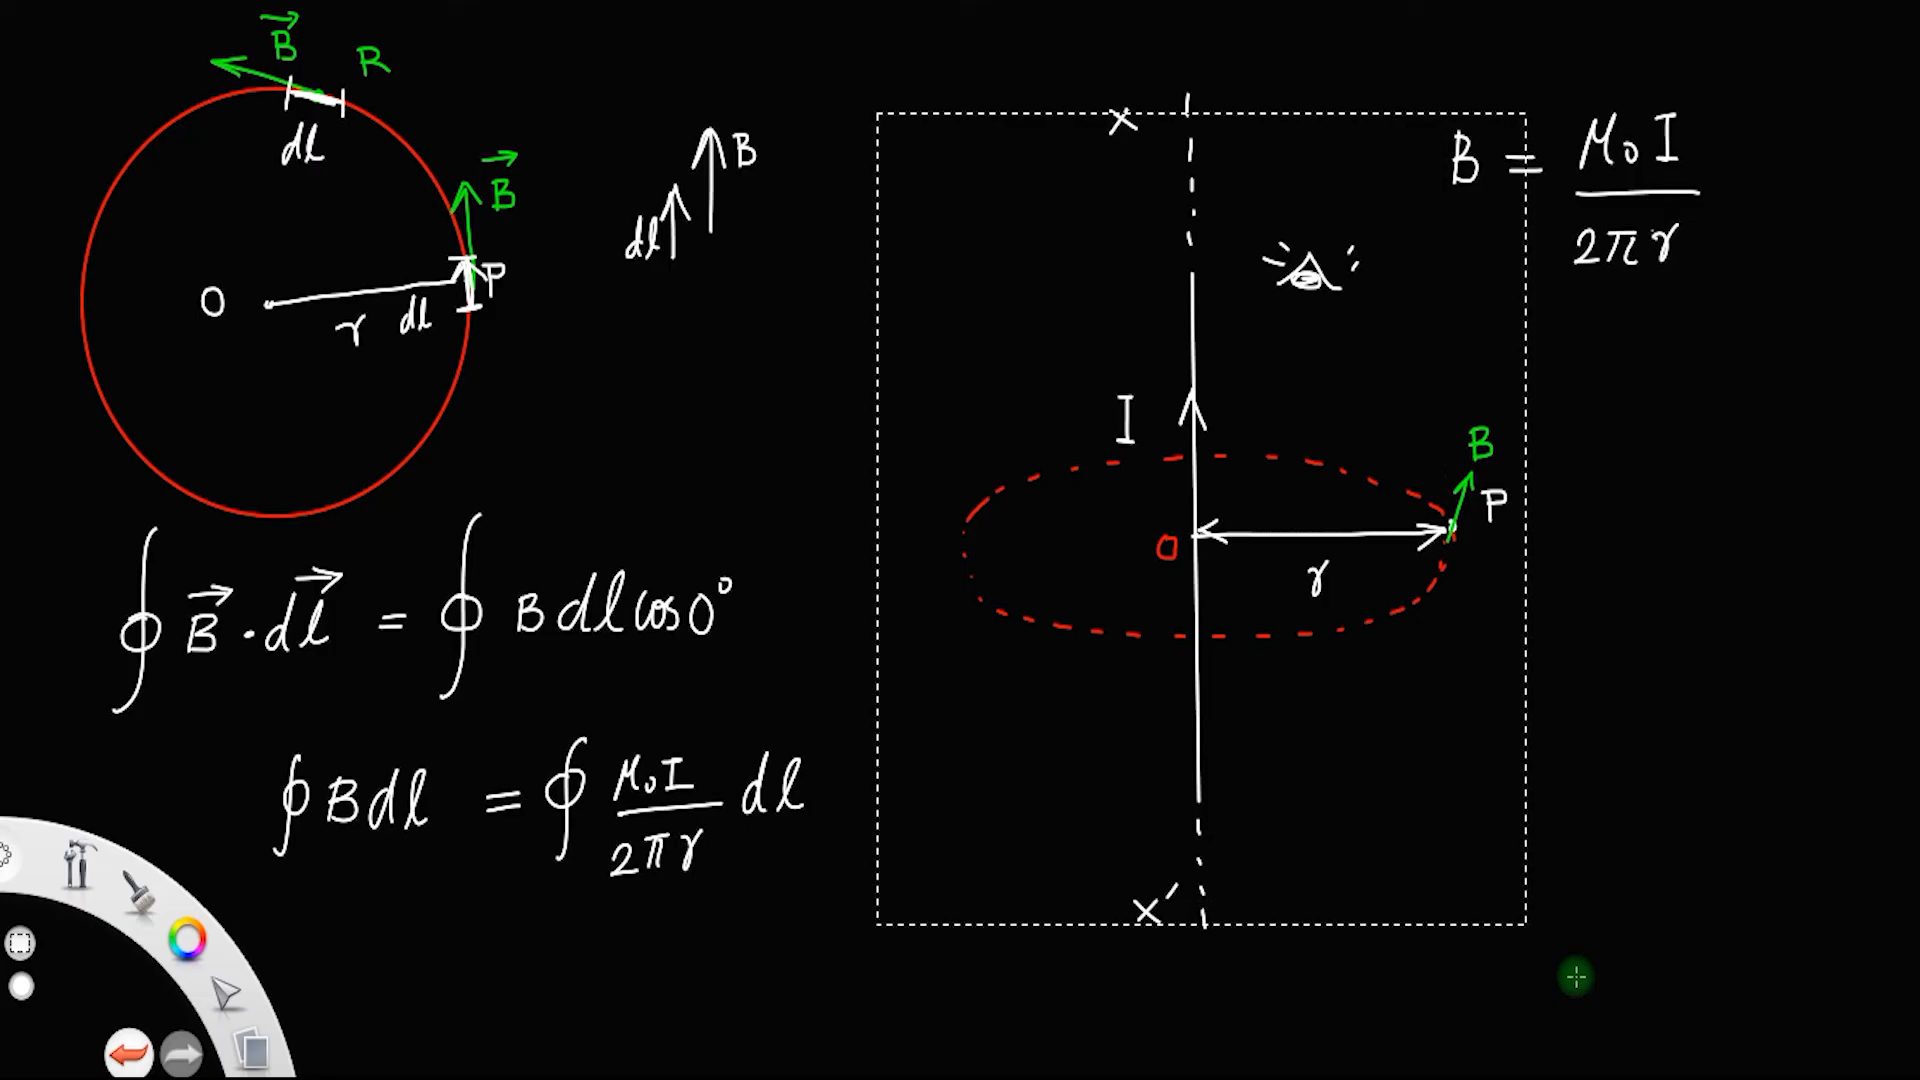 B⃗
R
dl
B⃗
P
O
r
dl
dl
B
∮ B⃗ · dl⃗ = ∮ B dl cos 0°
∮ B dl = ∮ μ₀I / 2πr dl
X
B = μ₀I / 2πr
I
B
P
O
r
X′